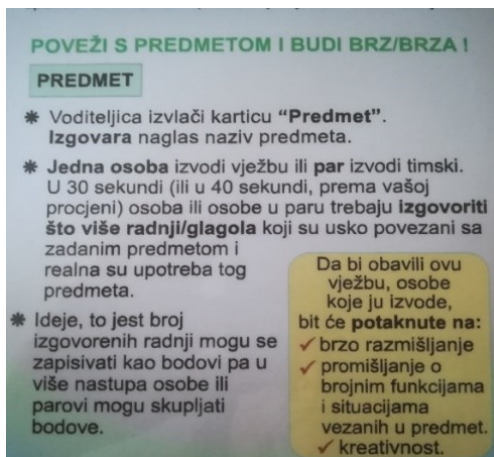 POVEŽI S PREDMETOM I BUDI BRZ/BRZA !
PREDMET
✷ Voditeljica izvlači karticu “Predmet”.
Izgovara naglas naziv predmeta.
✷ Jedna osoba izvodi vježbu ili par izvodi timski.
U 30 sekundi (ili u 40 sekundi, prema vašoj
procjeni) osoba ili osobe u paru trebaju izgovoriti
što više radnji/glagola koji su usko povezani sa
zadanim predmetom i
realna su upotreba tog
predmeta.
✷ Ideje, to jest broj
izgovorenih radnji mogu se
zapisivati kao bodovi pa u
više nastupa osobe ili
parovi mogu skupljati
bodove.
Da bi obavili ovu
vježbu, osobe
koje ju izvode,
bit će potaknute na:
✓ brzo razmišljanje
✓ promišljanje o
brojnim funkcijama
i situacijama
vezanih u predmet.
✓ kreativnost.